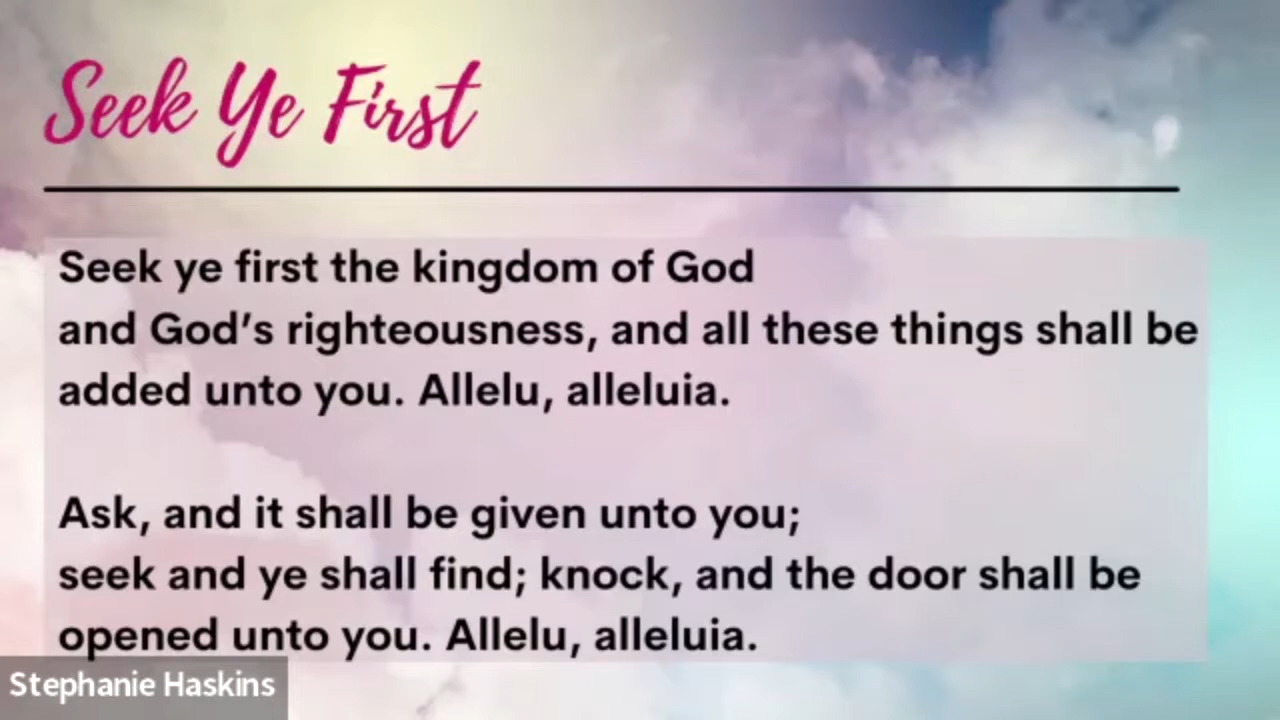 Seek Ye First
Seek ye first the kingdom of God
and God’s righteousness, and all these things shall be
added unto you. Allelu, alleluia.
Ask, and it shall be given unto you;
seek and ye shall find; knock, and the door shall be
opened unto you. Allelu, alleluia.
Stephanie Haskins